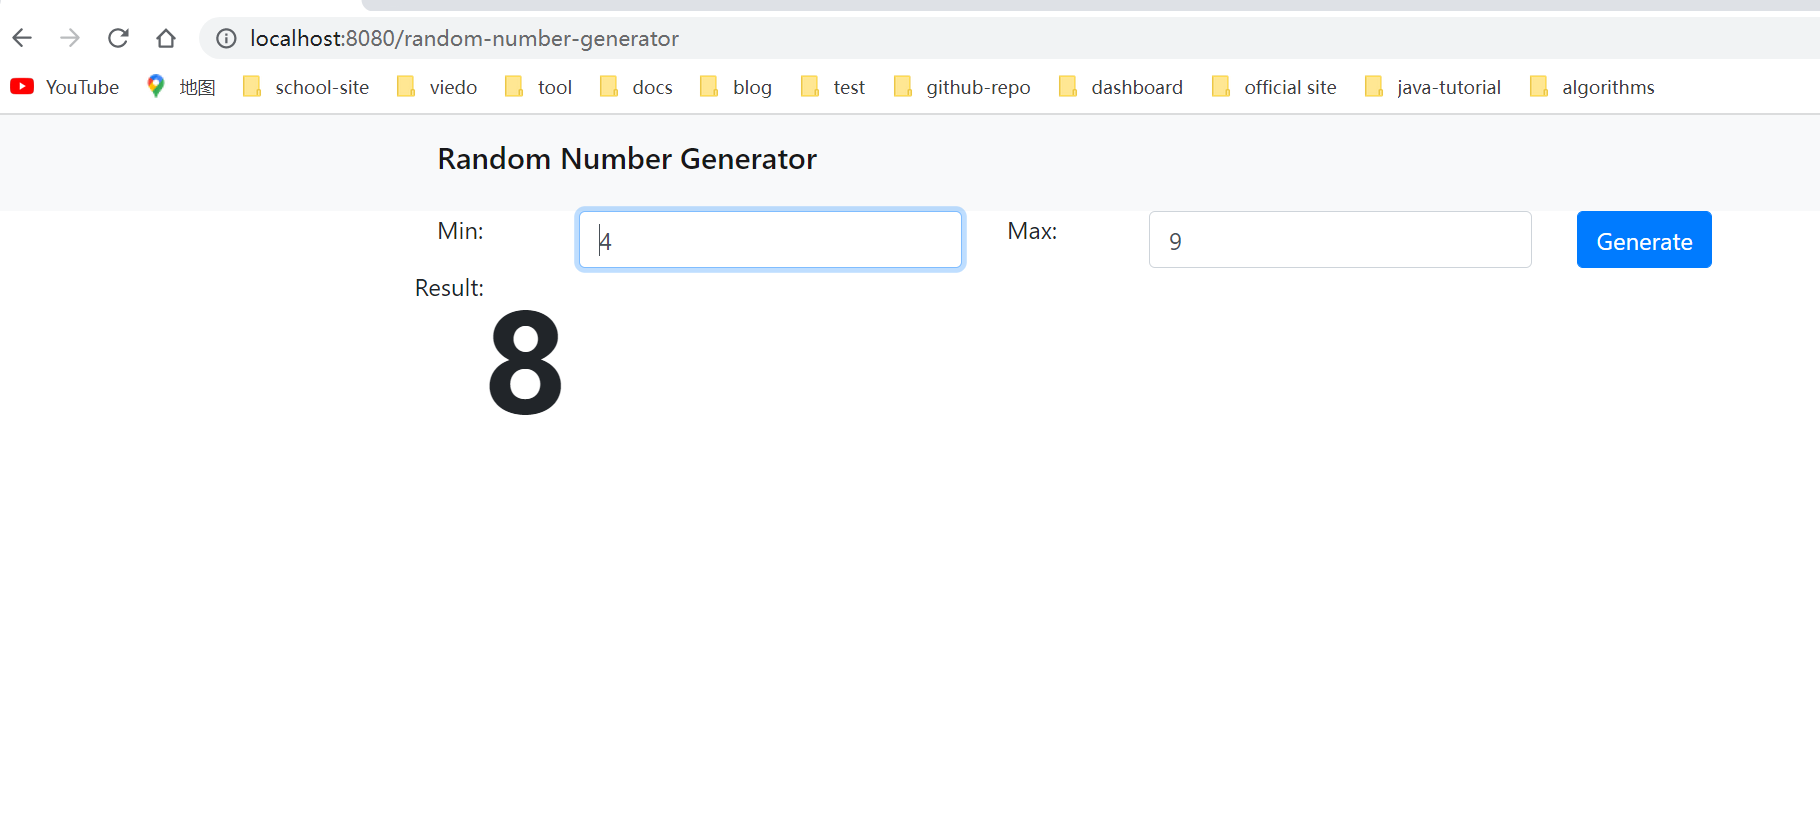 localhost:8080/random-number-generator
YouTube 地图 school-site viedo tool docs blog test github-repo dashboard official site java-tutorial algorithms
Random Number Generator
Min: 4 Max: 9 Generate
Result:
8